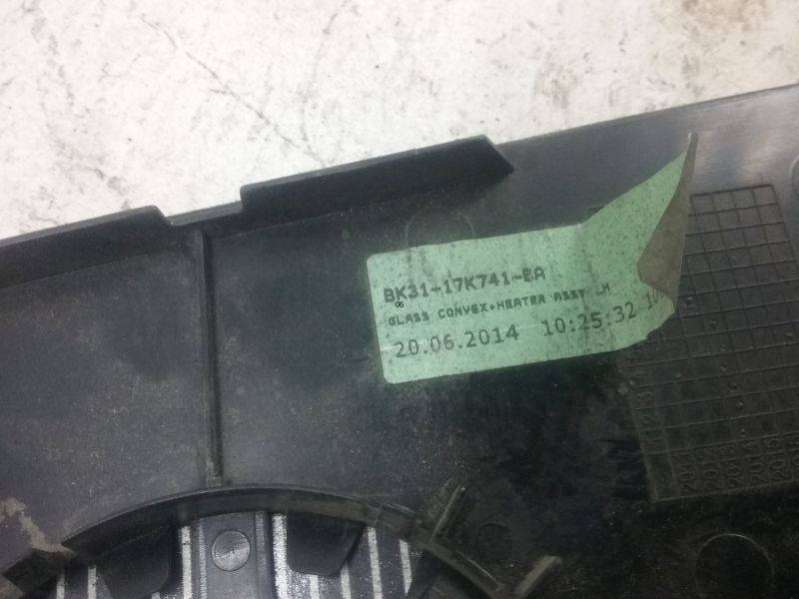 BK31-17K741-EA
GLASS CONVEX+HEATER ASSY LH
20.06.2014 10:25:32